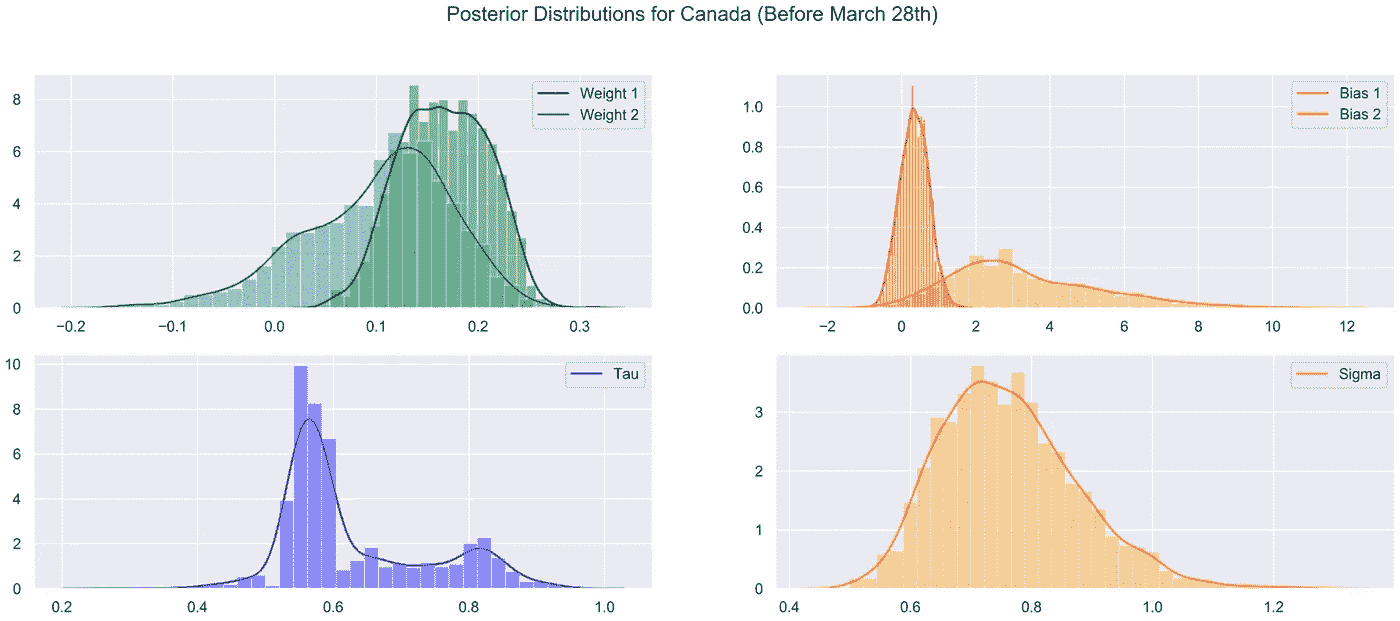 Posterior Distributions for Canada (Before March 28th)
Weight 1
Weight 2
8
6
4
2
0
−0.2 −0.1 0.0 0.1 0.2 0.3
Bias 1
Bias 2
1.0
0.8
0.6
0.4
0.2
0.0
−2 0 2 4 6 8 10 12
Tau
10
8
6
4
2
0
0.2 0.4 0.6 0.8 1.0
Sigma
3
2
1
0
0.4 0.6 0.8 1.0 1.2